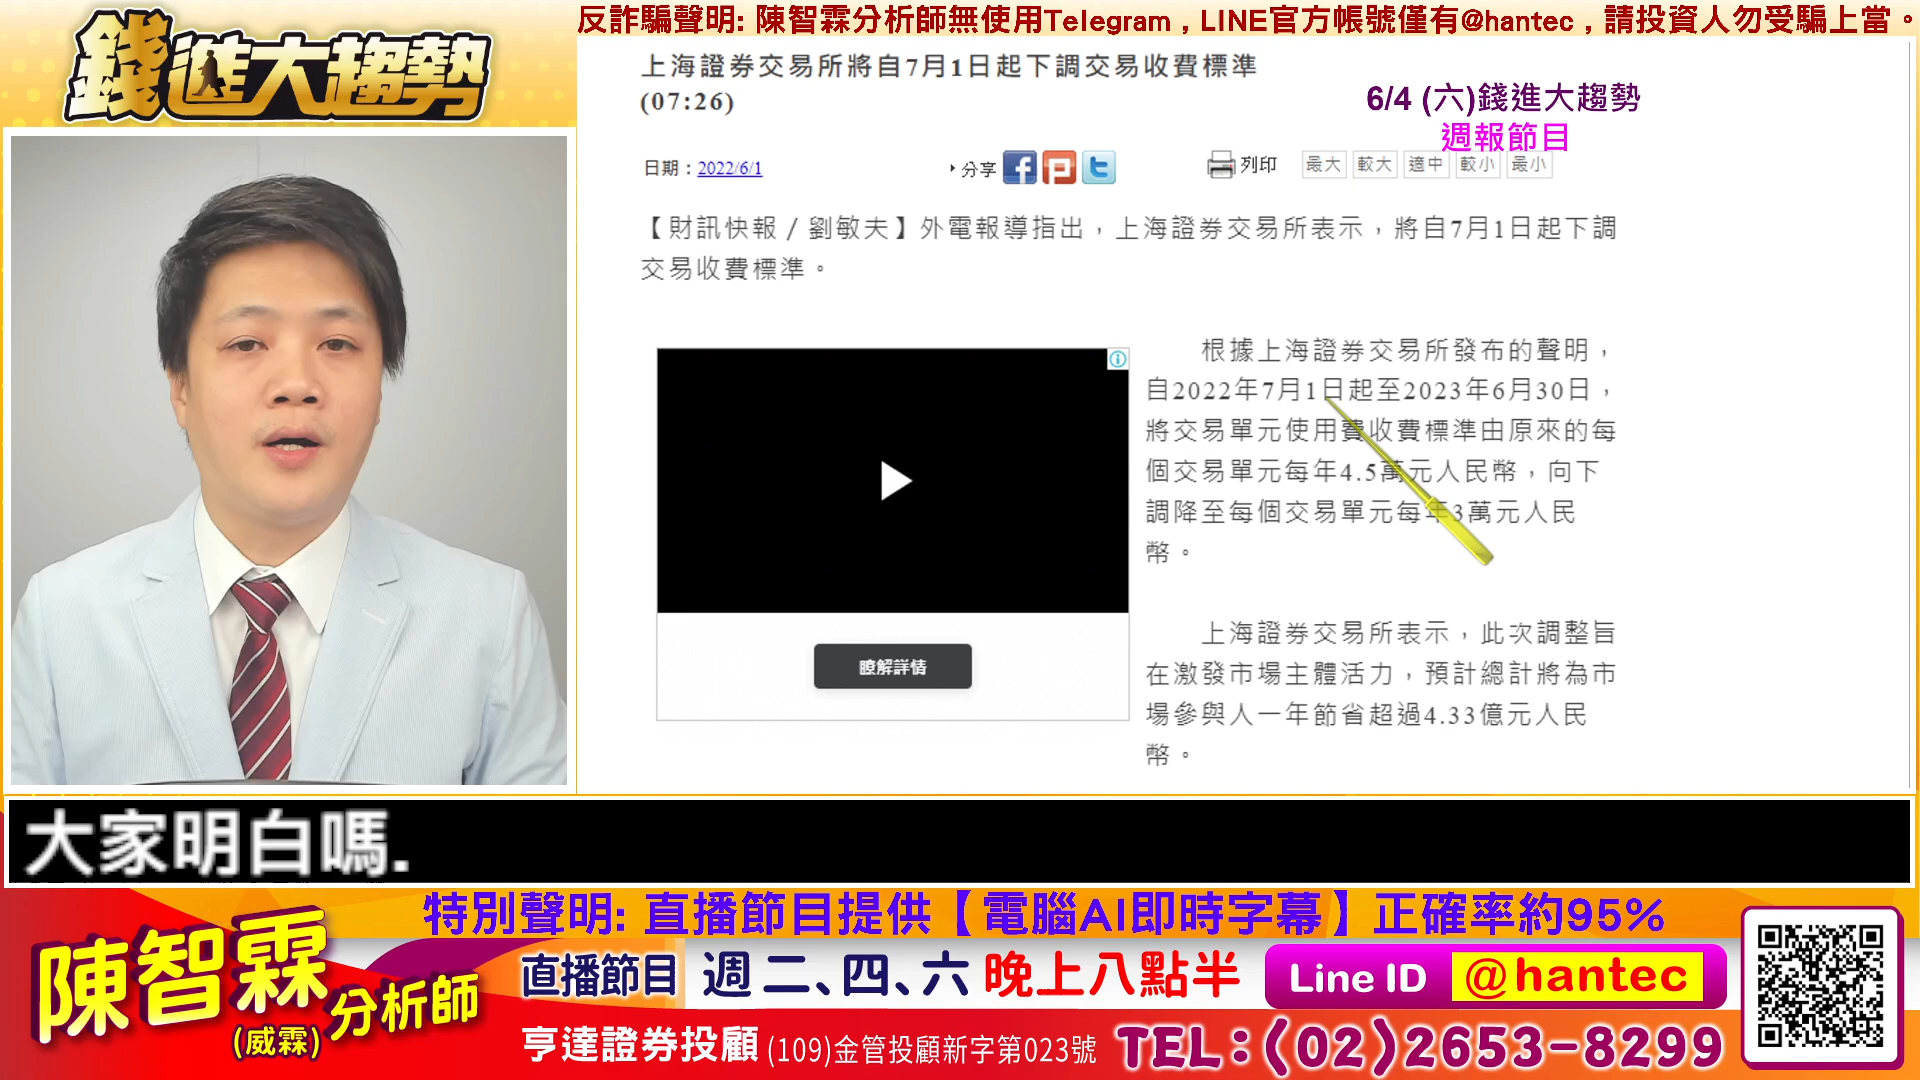 反詐騙聲明: 陳智霖分析師無使用Telegram , LINE官方帳號僅有@hantec , 請投資人勿受騙上當。
錢進大趨勢
上海證券交易所將自7月1日起下調交易收費標準
(07:26)
6/4 (六)錢進大趨勢
週報節目
日期：2022/6/1
分享
列印
最大 較大 適中 較小 最小
【財訊快報／劉敏夫】外電報導指出，上海證券交易所表示，將自7月1日起下調
交易收費標準。
根據上海證券交易所發布的聲明，
自2022年7月1日起至2023年6月30日，
將交易單元使用費收費標準由原來的每
個交易單元每年4.5萬元人民幣，向下
調降至每個交易單元每年3萬元人民
幣。
瞭解詳情
上海證券交易所表示，此次調整旨
在激發市場主體活力，預計總計將為市
場參與人一年節省超過4.33億元人民
幣。
大家明白嗎.
特別聲明: 直播節目提供【電腦AI即時字幕】正確率約95%
陳智霖分析師
(威霖)
直播節目 週二、四、六 晚上八點半
Line ID @hantec
亨達證券投顧 (109)金管投顧新字第023號 TEL:(02)2653-8299